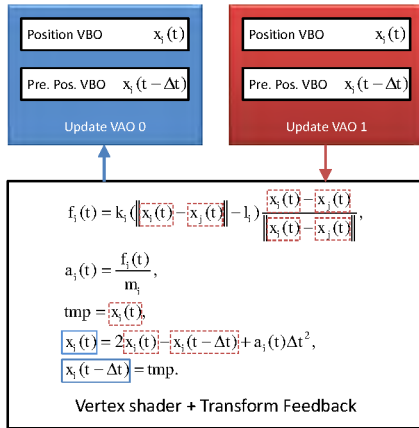 Position VBO x_i(t)
Pre. Pos. VBO x_i(t−Δt)
Update VAO 0
Position VBO x_i(t)
Pre. Pos. VBO x_i(t−Δt)
Update VAO 1
f_i(t) = k_i(‖x_i(t) − x_j(t)‖ − l_i) (x_i(t) − x_j(t)) / ‖x_i(t) − x_j(t)‖,
a_i(t) = f_i(t) / m_i,
tmp = x_i(t),
x_i(t) = 2x_i(t) − x_i(t−Δt) + a_i(t)Δt²,
x_i(t−Δt) = tmp.
Vertex shader + Transform Feedback